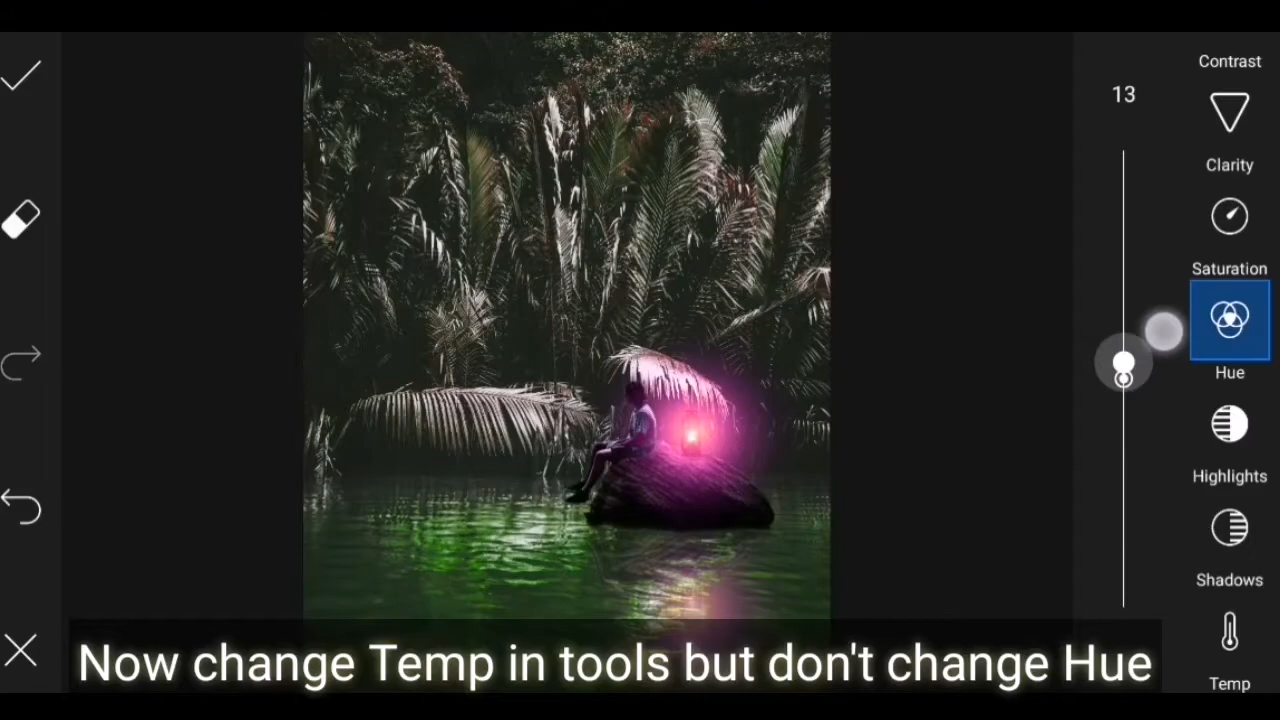 Contrast
13
Clarity
Saturation
Hue
Highlights
Shadows
Temp
Now change Temp in tools but don't change Hue